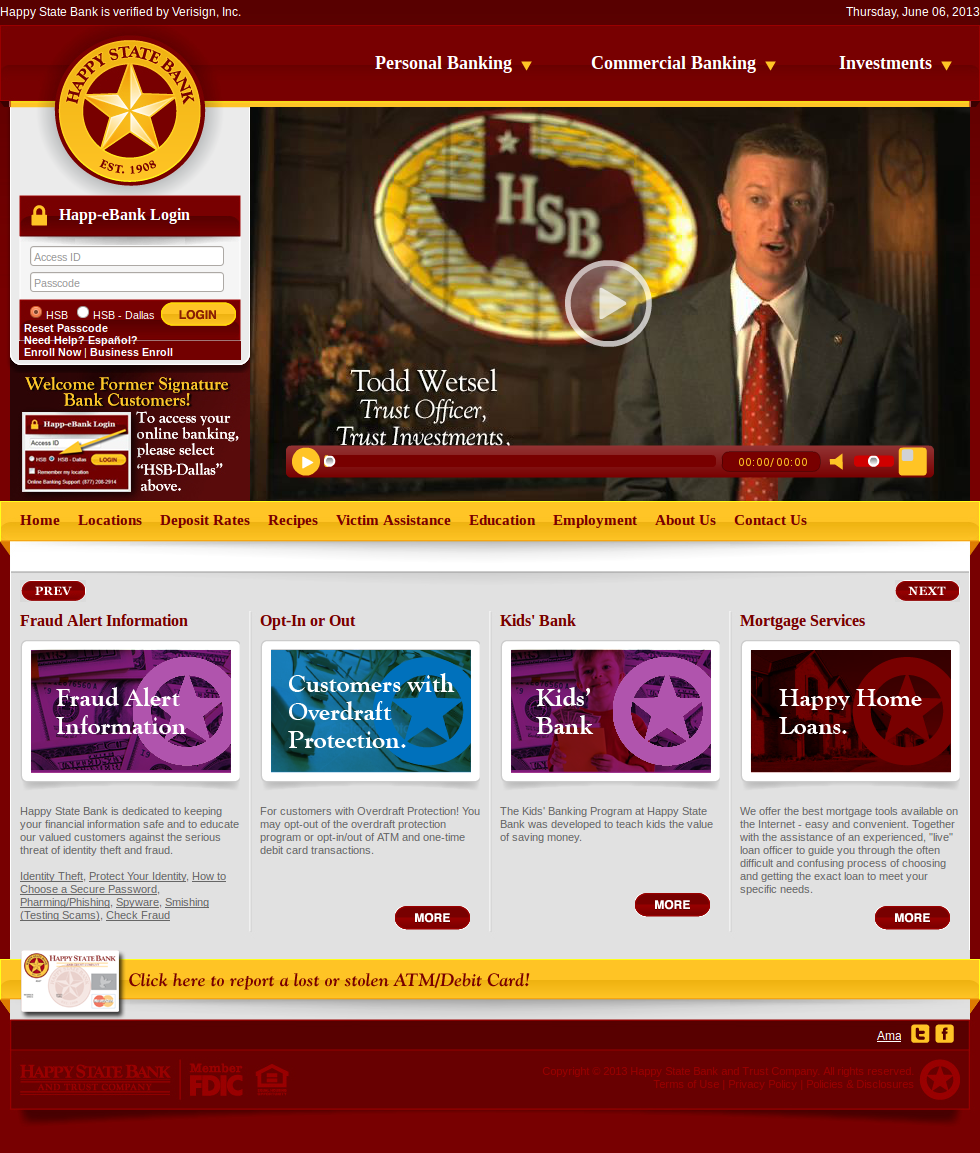 Happy State Bank is verified by Verisign, Inc.
Thursday, June 06, 2013
HAPPY STATE BANK
EST. 1908
Personal Banking
Commercial Banking
Investments
Happ-eBank Login
Access ID
Passcode
HSB HSB - Dallas LOGIN
Reset Passcode
Need Help? Español?
Enroll Now | Business Enroll
Welcome Former Signature
Bank Customers!
Happ-eBank Login
Access ID
HSB HSB - Dallas LOGIN
Remember my location
Online Banking Support: (877) 206-2914
To access your
online banking,
please select
“HSB-Dallas”
above.
HSB
Todd Wetsel
Trust Officer,
Trust Investments,
00:00/00:00
Home Locations Deposit Rates Recipes Victim Assistance Education Employment About Us Contact Us
PREV
NEXT
Fraud Alert Information
Fraud Alert
Information
Happy State Bank is dedicated to keeping
your financial information safe and to educate
our valued customers against the serious
threat of identity theft and fraud.
Identity Theft, Protect Your Identity, How to
Choose a Secure Password,
Pharming/Phishing, Spyware, Smishing
(Testing Scams), Check Fraud
Opt-In or Out
Customers with
Overdraft
Protection.
For customers with Overdraft Protection! You
may opt-out of the overdraft protection
program or opt-in/out of ATM and one-time
debit card transactions.
MORE
Kids' Bank
Kids’
Bank
The Kids' Banking Program at Happy State
Bank was developed to teach kids the value
of saving money.
MORE
Mortgage Services
Happy Home
Loans.
We offer the best mortgage tools available on
the Internet - easy and convenient. Together
with the assistance of an experienced, "live"
loan officer to guide you through the often
difficult and confusing process of choosing
and getting the exact loan to meet your
specific needs.
MORE
HAPPY STATE BANK
Click here to report a lost or stolen ATM/Debit Card!
Ama
HAPPY STATE BANK
AND TRUST COMPANY
Member
FDIC
Copyright © 2013 Happy State Bank and Trust Company. All rights reserved.
Terms of Use | Privacy Policy | Policies & Disclosures